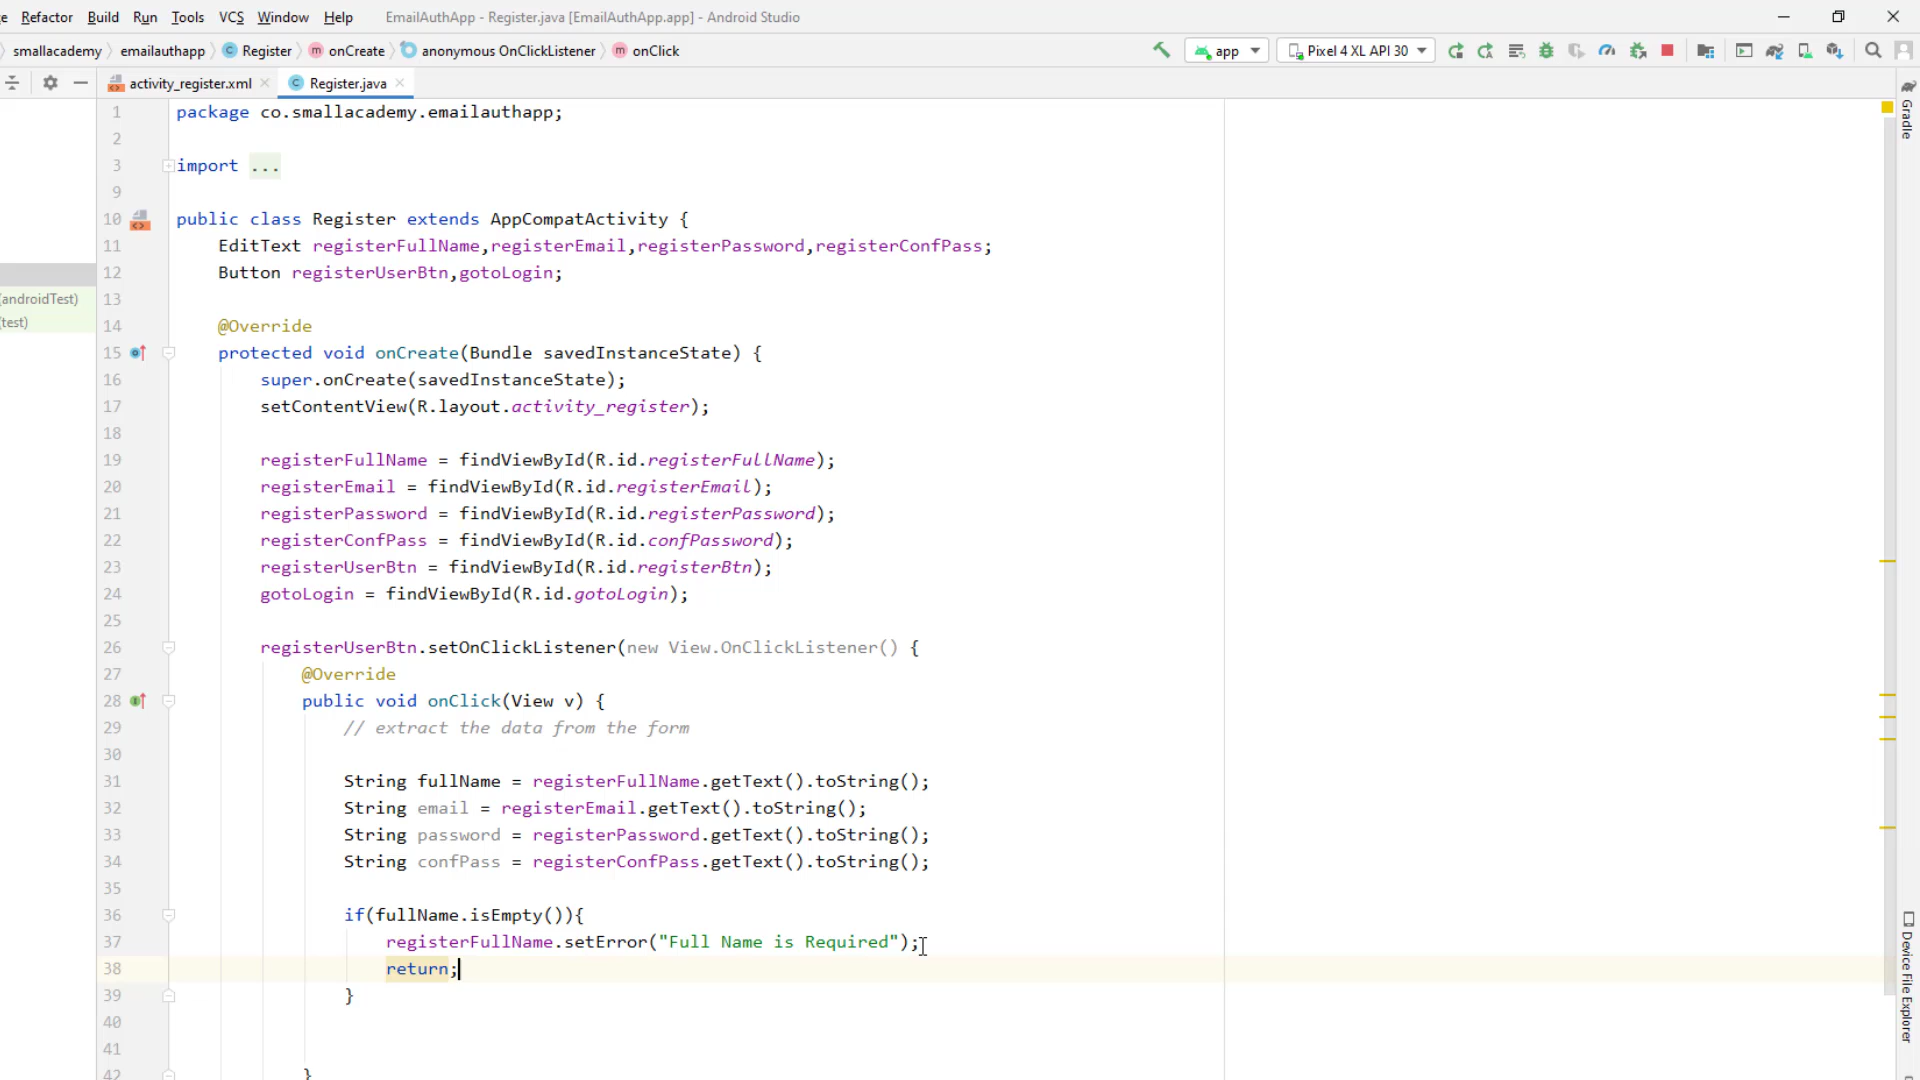 Refactor Build Run Tools VCS Window Help EmailAuthApp - Register.java [EmailAuthApp.app] - Android Studio
smallacademy emailauthapp Register onCreate anonymous OnClickListener onClick app Pixel 4 XL API 30
activity_register.xml Register.java
1 package co.smallacademy.emailauthapp;
2
3 import ...
9
10 public class Register extends AppCompatActivity {
11 EditText registerFullName,registerEmail,registerPassword,registerConfPass;
12 Button registerUserBtn,gotoLogin;
(androidTest) 13
(test) 14 @Override
15 protected void onCreate(Bundle savedInstanceState) {
16 super.onCreate(savedInstanceState);
17 setContentView(R.layout.activity_register);
18
19 registerFullName = findViewById(R.id.registerFullName);
20 registerEmail = findViewById(R.id.registerEmail);
21 registerPassword = findViewById(R.id.registerPassword);
22 registerConfPass = findViewById(R.id.confPassword);
23 registerUserBtn = findViewById(R.id.registerBtn);
24 gotoLogin = findViewById(R.id.gotoLogin);
25
26 registerUserBtn.setOnClickListener(new View.OnClickListener() {
27 @Override
28 public void onClick(View v) {
29 // extract the data from the form
30
31 String fullName = registerFullName.getText().toString();
32 String email = registerEmail.getText().toString();
33 String password = registerPassword.getText().toString();
34 String confPass = registerConfPass.getText().toString();
35
36 if(fullName.isEmpty()){
37 registerFullName.setError("Full Name is Required");
38 return;
39 }
40
41
42 }
Gradle
Device File Explorer